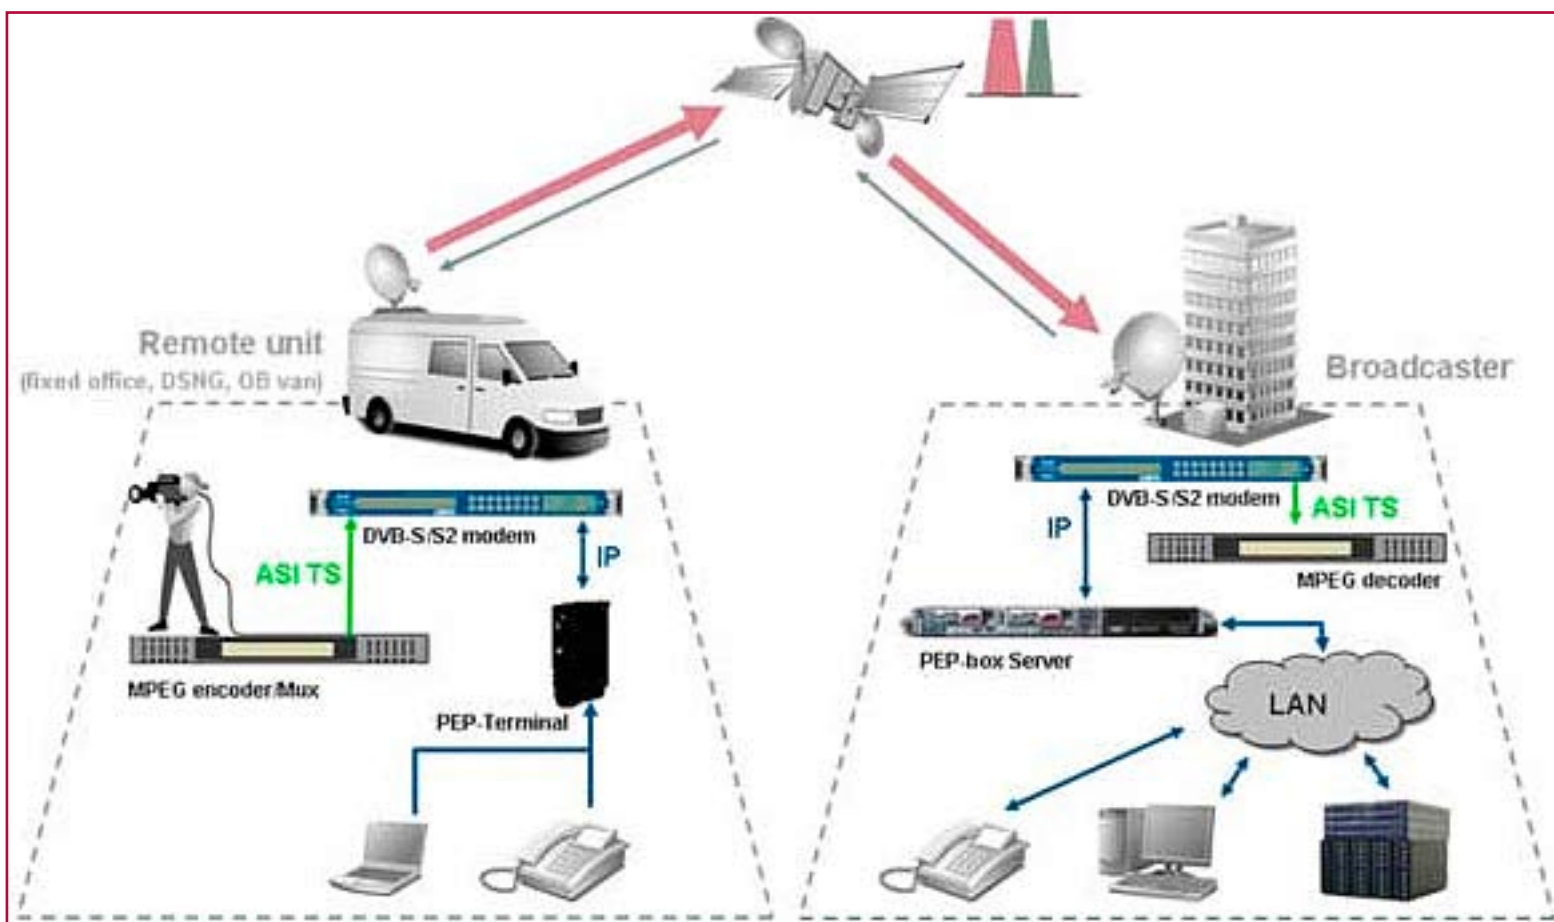 Remote unit
(fixed office, DSNG, OB van)
Broadcaster
DVB-S/S2 modem
IP
ASI TS
MPEG encoder/Mux
PEP-Terminal
DVB-S/S2 modem
ASI TS
IP
MPEG decoder
PEP-box Server
LAN